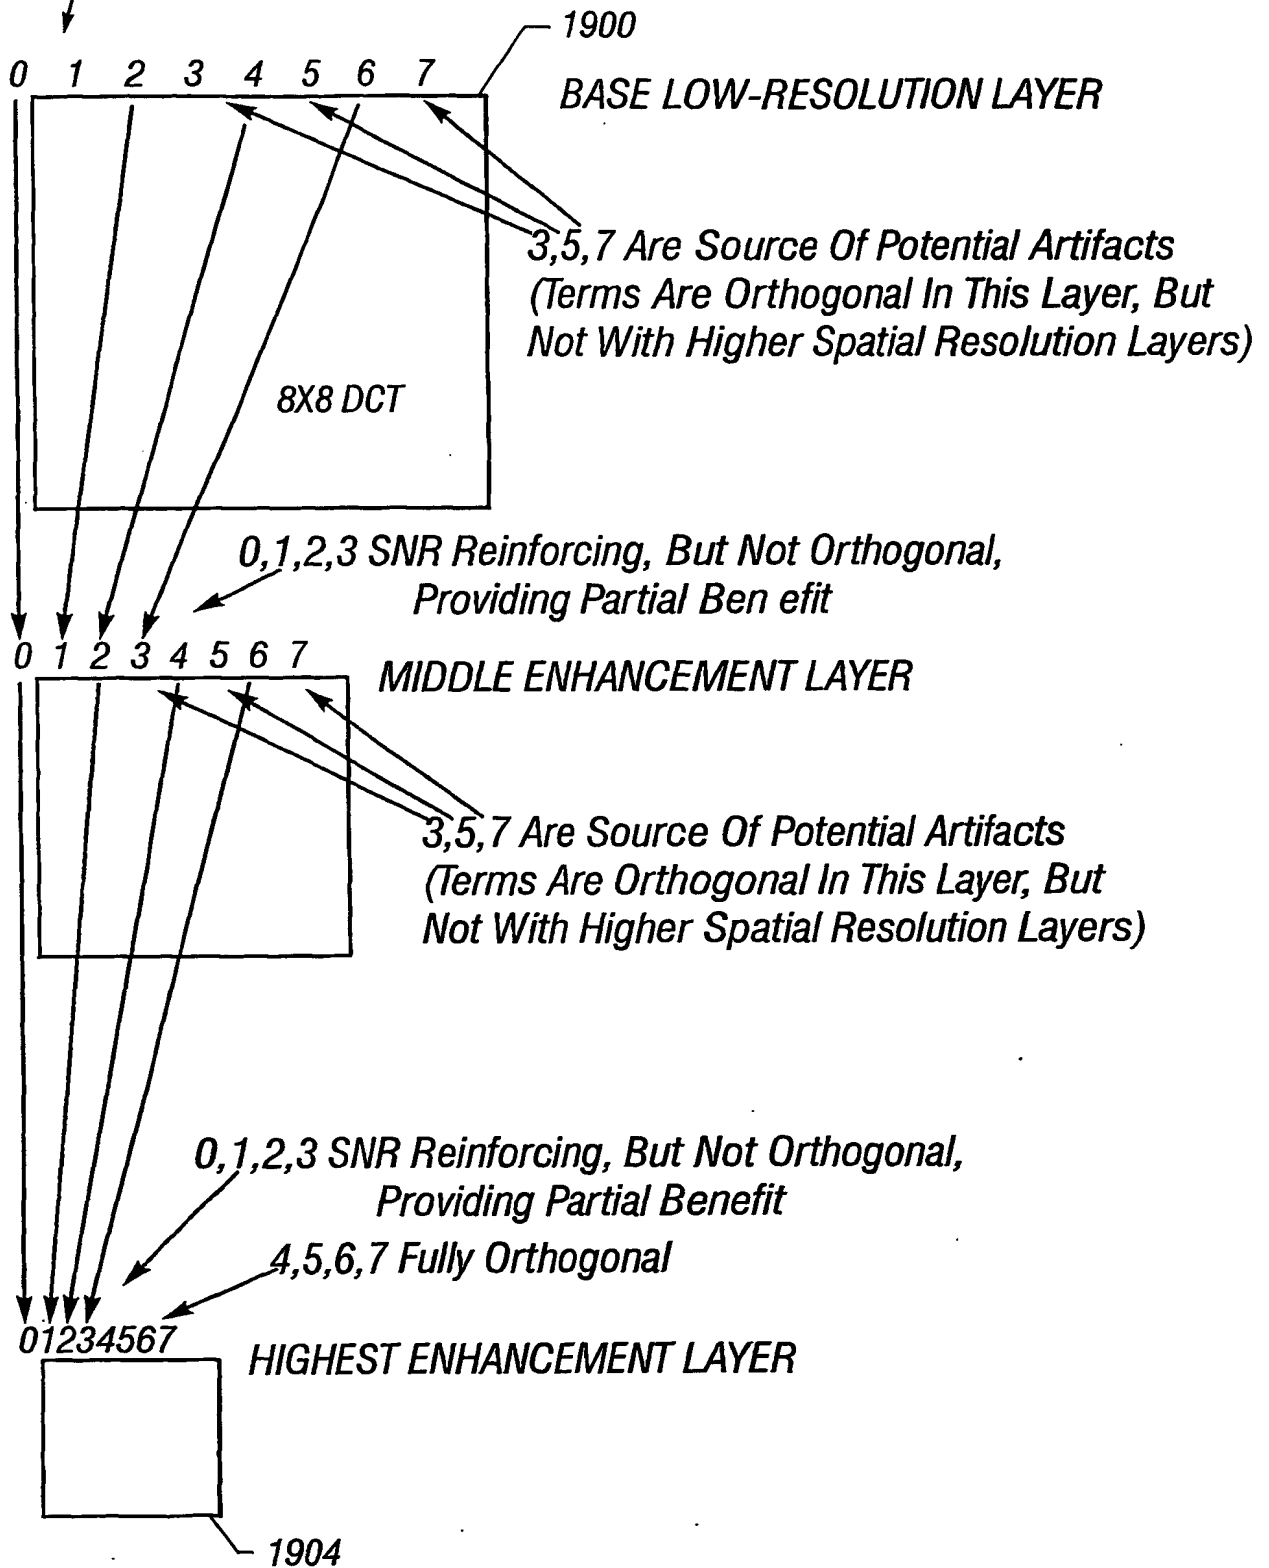 1900
0 1 2 3 4 5 6 7
BASE LOW-RESOLUTION LAYER
3,5,7 Are Source Of Potential Artifacts
(Terms Are Orthogonal In This Layer, But
Not With Higher Spatial Resolution Layers)
8X8 DCT
0,1,2,3 SNR Reinforcing, But Not Orthogonal,
Providing Partial Ben efit
0 1 2 3 4 5 6 7
MIDDLE ENHANCEMENT LAYER
3,5,7 Are Source Of Potential Artifacts
(Terms Are Orthogonal In This Layer, But
Not With Higher Spatial Resolution Layers)
0,1,2,3 SNR Reinforcing, But Not Orthogonal,
Providing Partial Benefit
4,5,6,7 Fully Orthogonal
01234567
HIGHEST ENHANCEMENT LAYER
1904